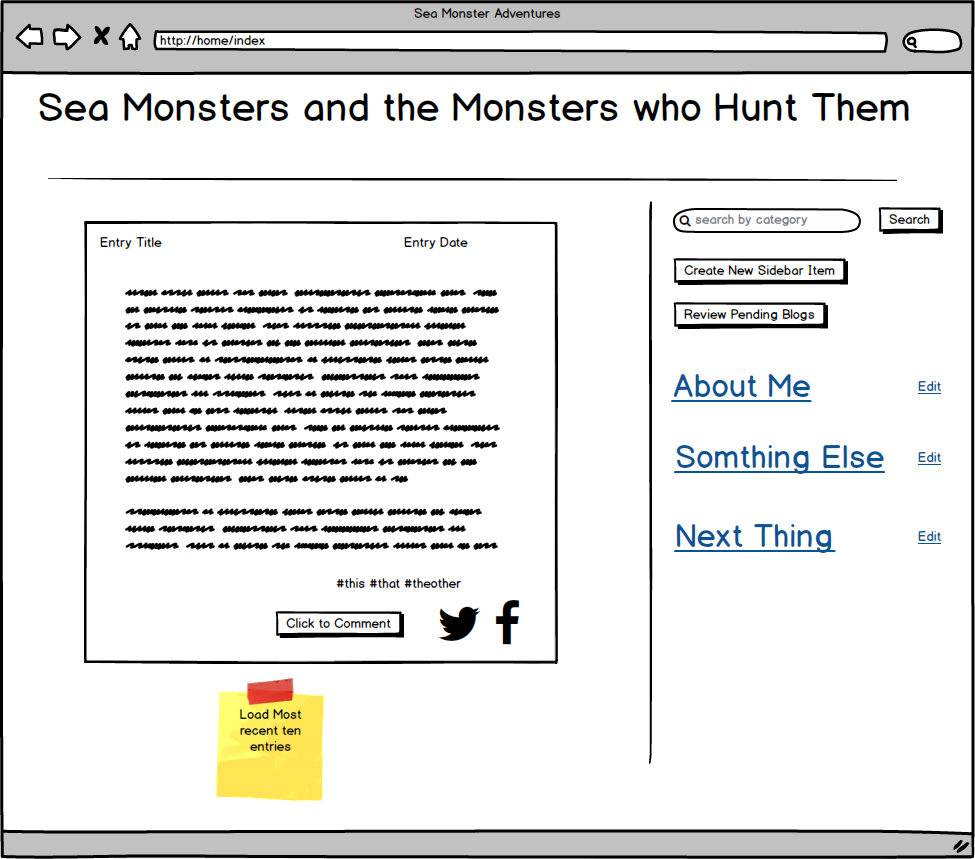 Sea Monster Adventures
http://home/index
Sea Monsters and the Monsters who Hunt Them
Entry Title
Entry Date
#this #that #theother
Click to Comment
Load Most
recent ten
entries
search by category
Search
Create New Sidebar Item
Review Pending Blogs
About Me
Edit
Somthing Else
Edit
Next Thing
Edit